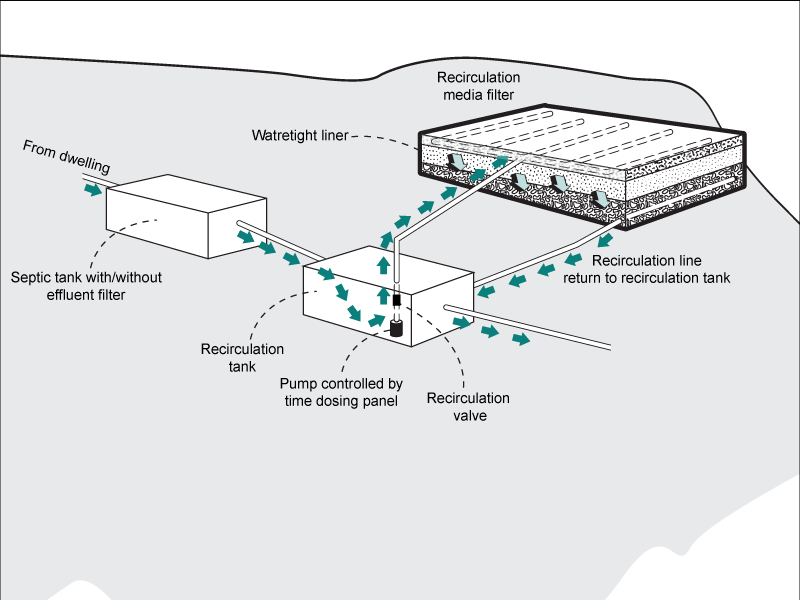 Recirculation
media filter
Watretight liner
From dwelling
Septic tank with/without
effluent filter
Recirculation line
return to recirculation tank
Recirculation
tank
Pump controlled by
time dosing panel
Recirculation
valve